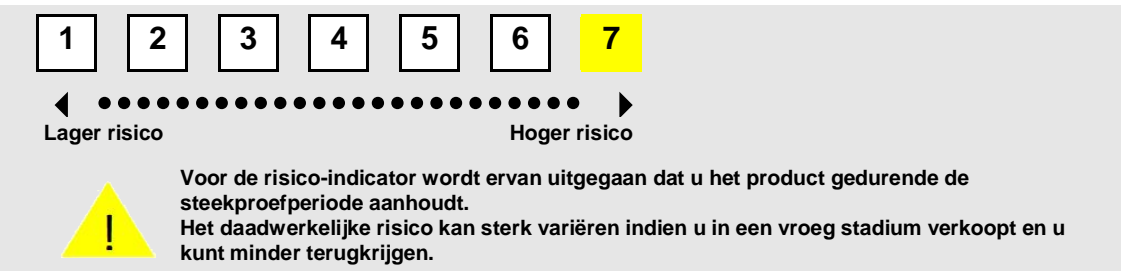 1 2 3 4 5 6 7
Lager risico Hoger risico
!
Voor de risico-indicator wordt ervan uitgegaan dat u het product gedurende de
steekproefperiode aanhoudt.
Het daadwerkelijke risico kan sterk variëren indien u in een vroeg stadium verkoopt en u
kunt minder terugkrijgen.